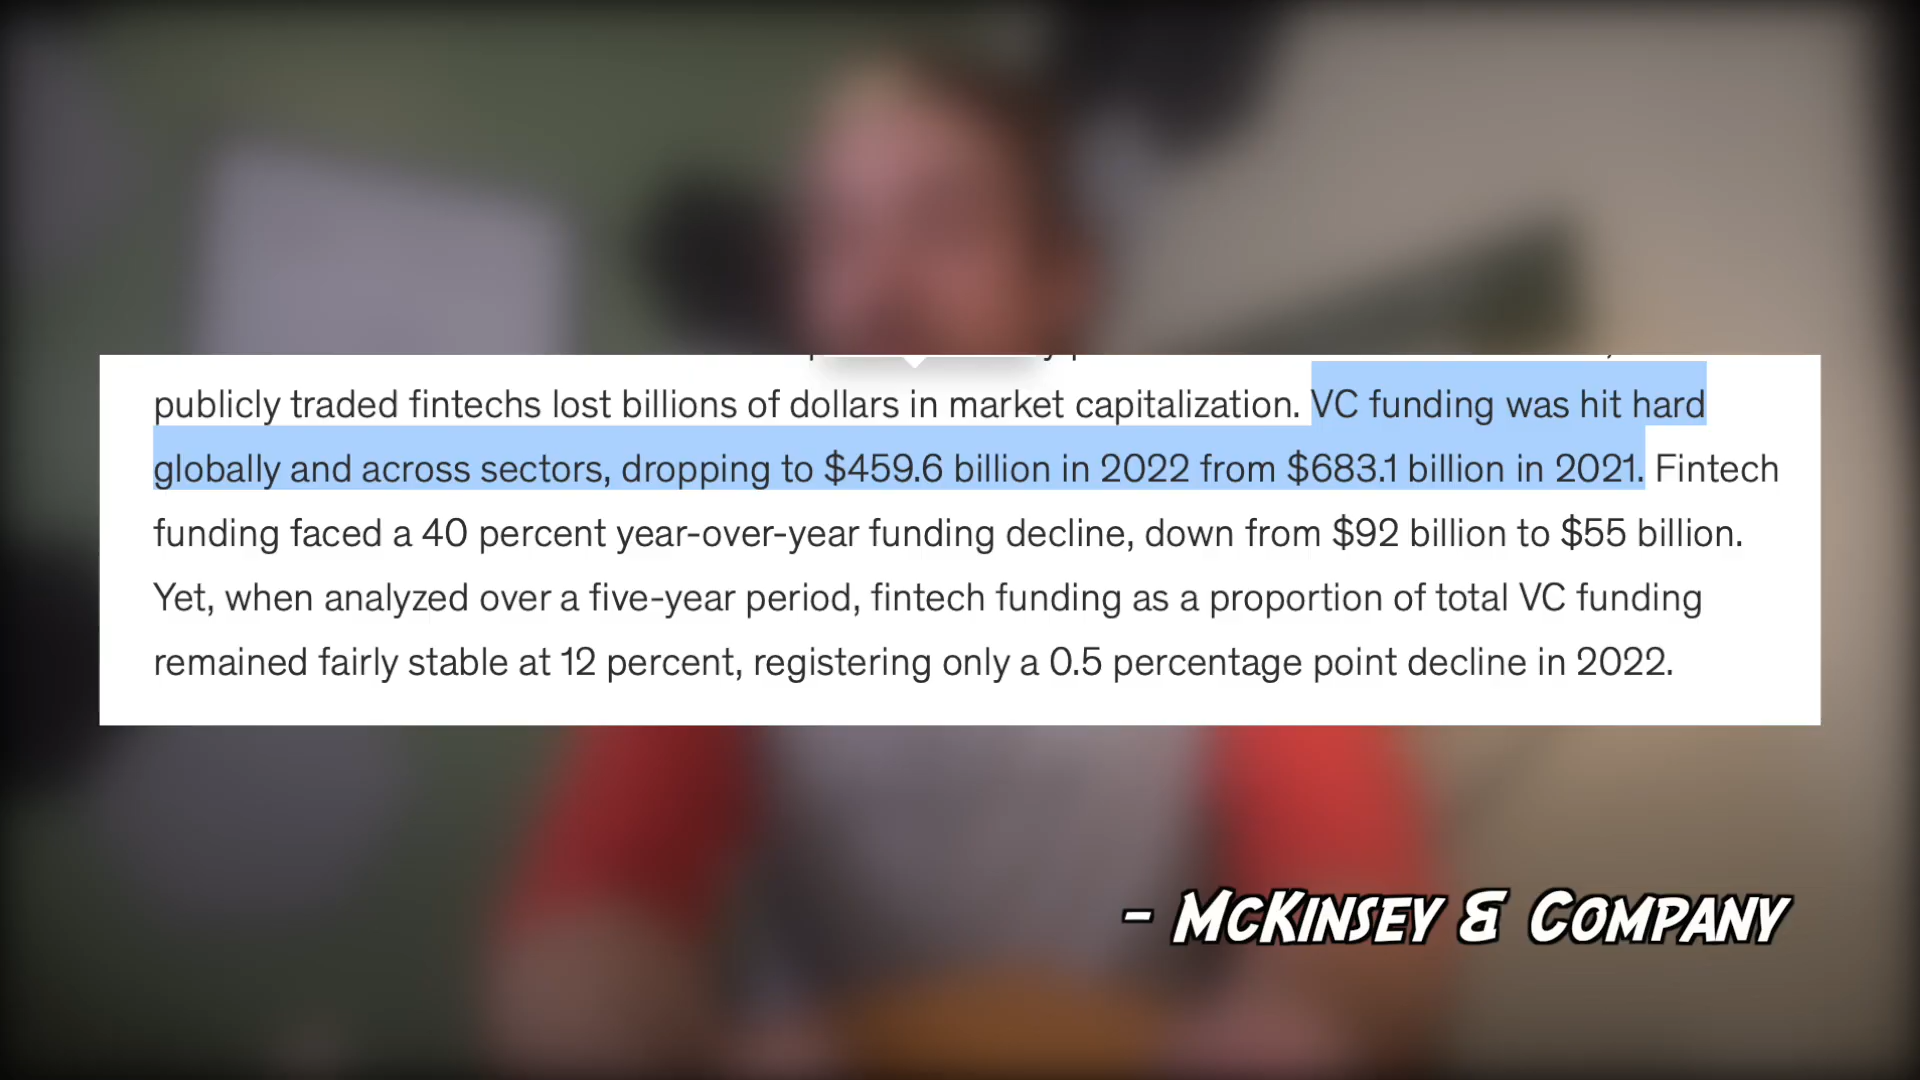 publicly traded fintechs lost billions of dollars in market capitalization. VC funding was hit hard
globally and across sectors, dropping to $459.6 billion in 2022 from $683.1 billion in 2021. Fintech
funding faced a 40 percent year-over-year funding decline, down from $92 billion to $55 billion.
Yet, when analyzed over a five-year period, fintech funding as a proportion of total VC funding
remained fairly stable at 12 percent, registering only a 0.5 percentage point decline in 2022.
- McKinsey & Company